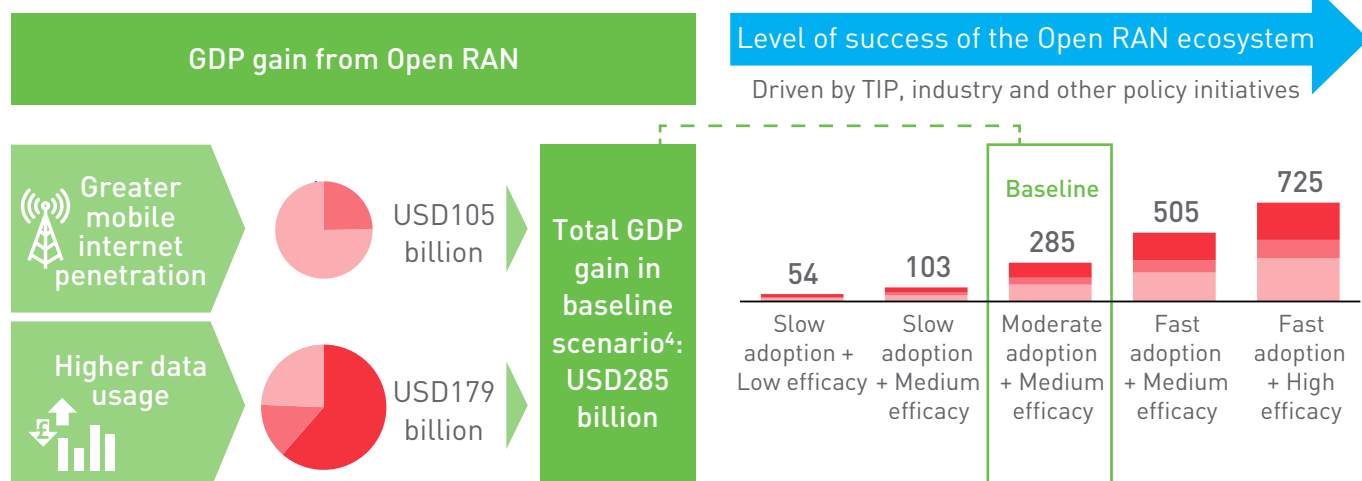 GDP gain from Open RAN
Level of success of the Open RAN ecosystem
Driven by TIP, industry and other policy initiatives
Greater
mobile
internet
penetration
USD105
billion
Higher data
usage
£
USD179
billion
Total GDP
gain in
baseline
scenario⁴:
USD285
billion
Baseline
54
103
285
505
725
Slow
adoption +
Low efficacy
Slow
adoption
+ Medium
efficacy
Moderate
adoption
+ Medium
efficacy
Fast
adoption
+ Medium
efficacy
Fast
adoption
+ High
efficacy